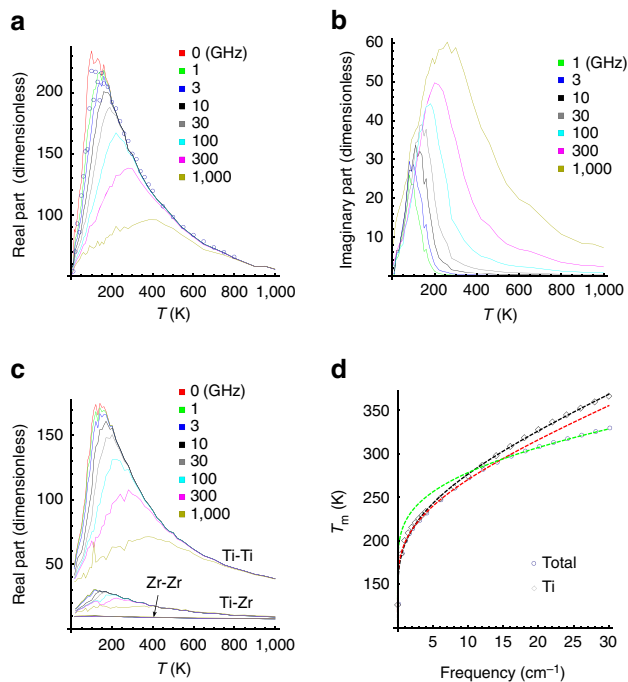 a
Real part (dimensionless)
200
150
100
200 400 600 800 1,000
T (K)
0 (GHz)
1
3
10
30
100
300
1,000
b
Imaginary part (dimensionless)
60
50
40
30
20
10
200 400 600 800 1,000
T (K)
1 (GHz)
3
10
30
100
300
1,000
c
Real part (dimensionless)
150
100
50
200 400 600 800 1,000
T (K)
0 (GHz)
1
3
10
30
100
300
1,000
Ti-Ti
Zr-Zr
Ti-Zr
d
Tm (K)
350
300
250
200
150
100
5 10 15 20 25 30
Frequency (cm⁻¹)
Total
Ti